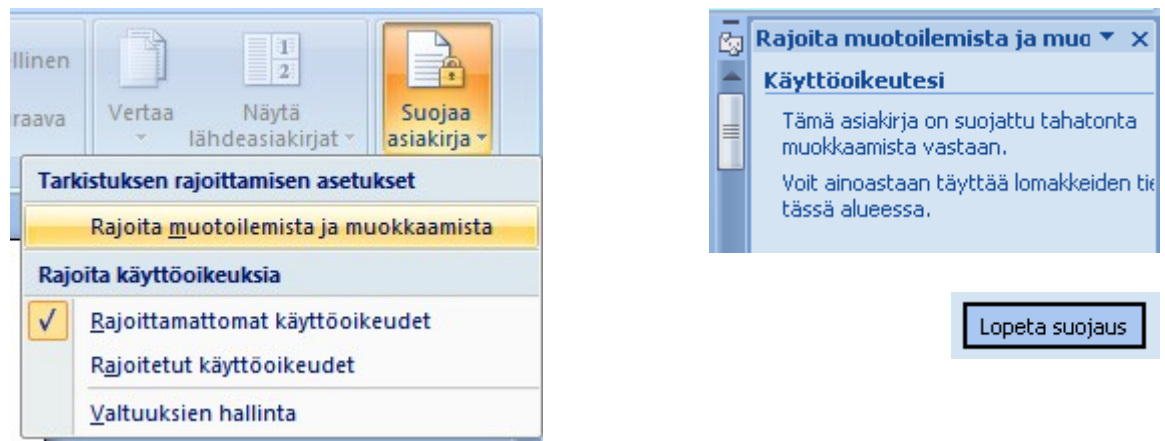 llinen
raava
Vertaa
Näytä
lähdeasiakirjat
Suojaa
asiakirja
1
2
Tarkistuksen rajoittamisen asetukset
Rajoita muotoilemista ja muokkaamista
Rajoita käyttöoikeuksia
Rajoittamattomat käyttöoikeudet
Rajoitetut käyttöoikeudet
Valtuuksien hallinta
Rajoita muotoilemista ja muo
Käyttöoikeutesi
Tämä asiakirja on suojattu tahatonta
muokkaamista vastaan.
Voit ainoastaan täyttää lomakkeiden tie
tässä alueessa.
Lopeta suojaus